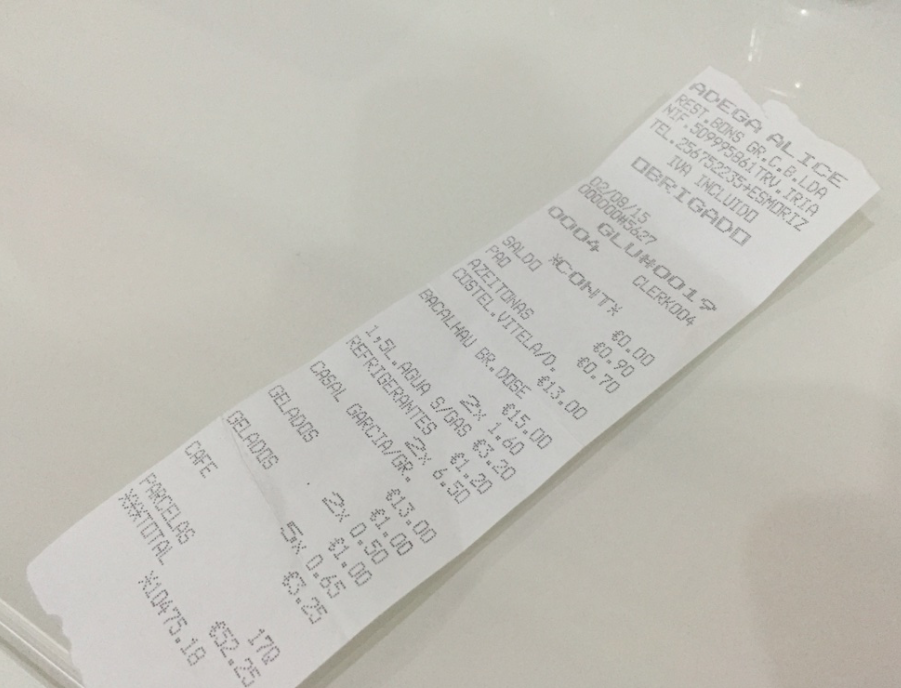 ADEGA ALICE
REST.BONS GR.C.B.LDA
NIF.509995861TRV.IRIA
TEL.256752235+ESMORIZ
IVA INCLUIDO
OBRIGADO
02/08/15
00000#5627
GLU#0019
0004 CLERK004
*CONT*
SALDO €0.00
PAO €0.90
AZEITONAS €0.70
COSTEL.VITELA/D. €13.00
BACALHAU BR.DOSE €15.00
2x 1.60
1,5L.AGUA S/GAS €3.20
REFRIGERANTES €1.20
2x 6.50
CASAL GARCIA/GR. €13.00
GELADOS €1.00
2x 0.50
GELADOS €1.00
5x 0.65
CAFE €3.25
PARCELAS 17Q
***TOTAL €52.25
*10475.18